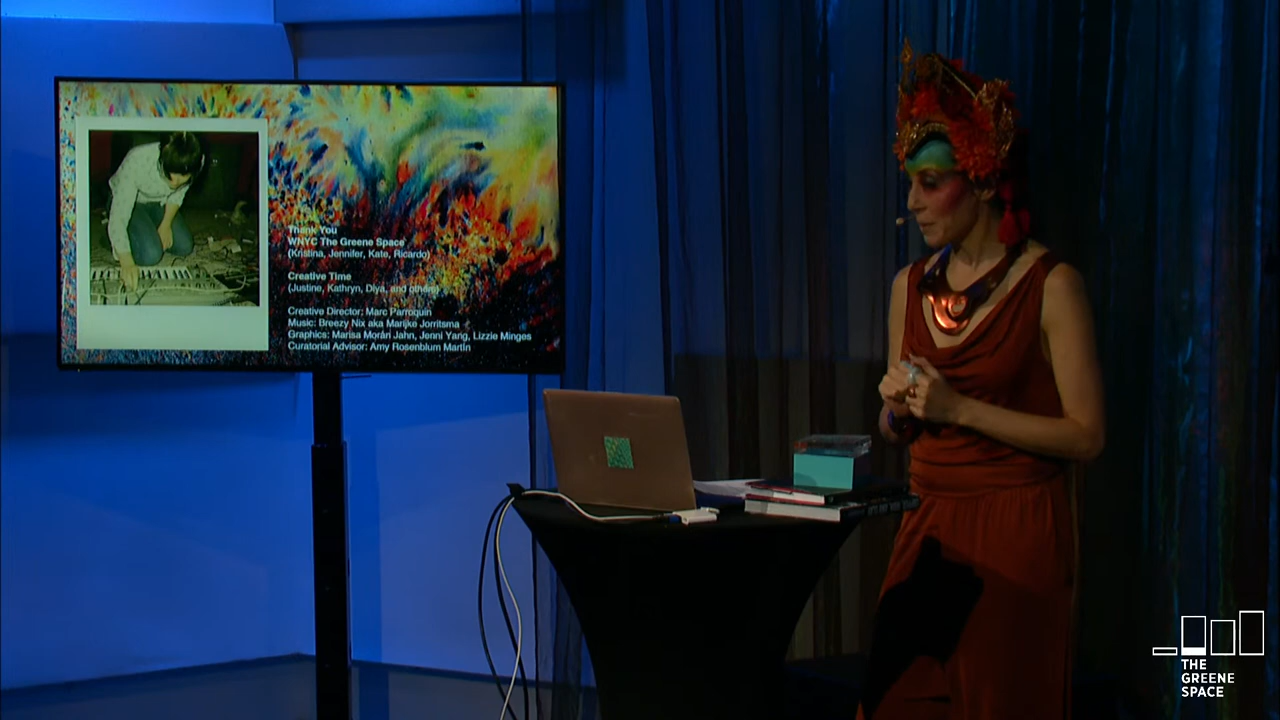 Thank You
WNYC The Greene Space
(Kristina, Jennifer, Kate, Ricardo)
Creative Time
(Justine, Kathryn, Diya, and others)
Creative Director: Marc Parroquin
Music: Breezy Nix aka Marijke Jorritsma
Graphics: Marisa Morán Jahn, Jenni Yang, Lizzie Minges
Curatorial Advisor: Amy Rosenblum Martin
THE
GREENE
SPACE